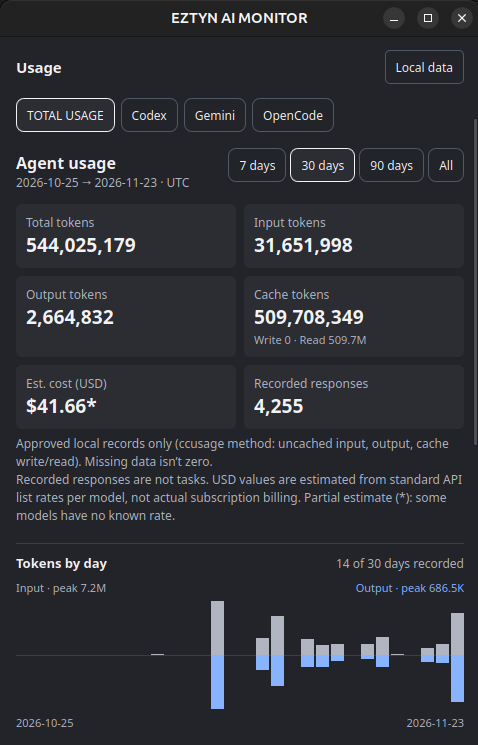 EZTYN AI MONITOR
Usage
Local data
TOTAL USAGE
Codex
Gemini
OpenCode
Agent usage
2026-10-25 → 2026-11-23 · UTC
7 days
30 days
90 days
All
Total tokens
544,025,179
Input tokens
31,651,998
Output tokens
2,664,832
Cache tokens
509,708,349
Write 0 · Read 509.7M
Est. cost (USD)
$41.66*
Recorded responses
4,255
Approved local records only (ccusage method: uncached input, output, cache
write/read). Missing data isn't zero.
Recorded responses are not tasks. USD values are estimated from standard API
list rates per model, not actual subscription billing. Partial estimate (*): some
models have no known rate.
Tokens by day
14 of 30 days recorded
Input · peak 7.2M
Output · peak 686.5K
2026-10-25
2026-11-23